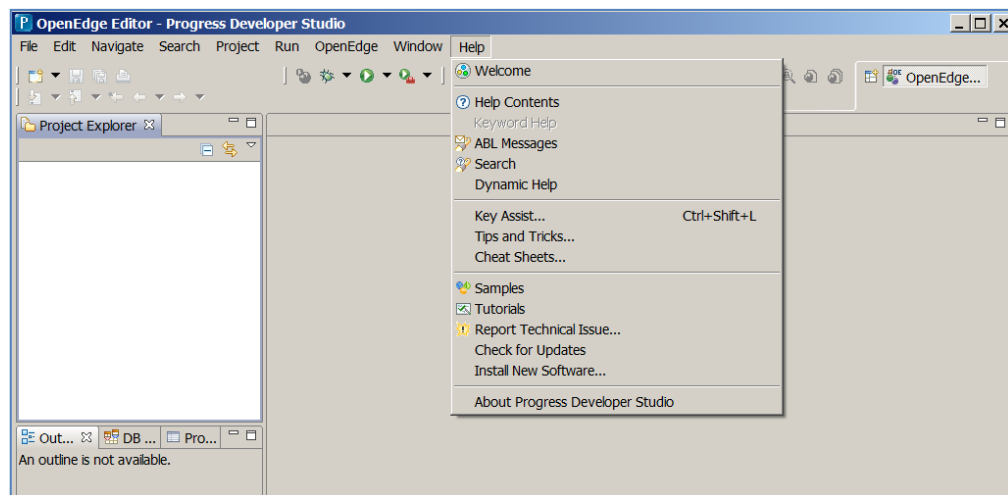 OpenEdge Editor - Progress Developer Studio
File Edit Navigate Search Project Run OpenEdge Window Help
OpenEdge...
Project Explorer
Welcome
Help Contents
Keyword Help
ABL Messages
Search
Dynamic Help
Key Assist... Ctrl+Shift+L
Tips and Tricks...
Cheat Sheets...
Samples
Tutorials
Report Technical Issue...
Check for Updates
Install New Software...
About Progress Developer Studio
Out... DB ... Pro...
An outline is not available.